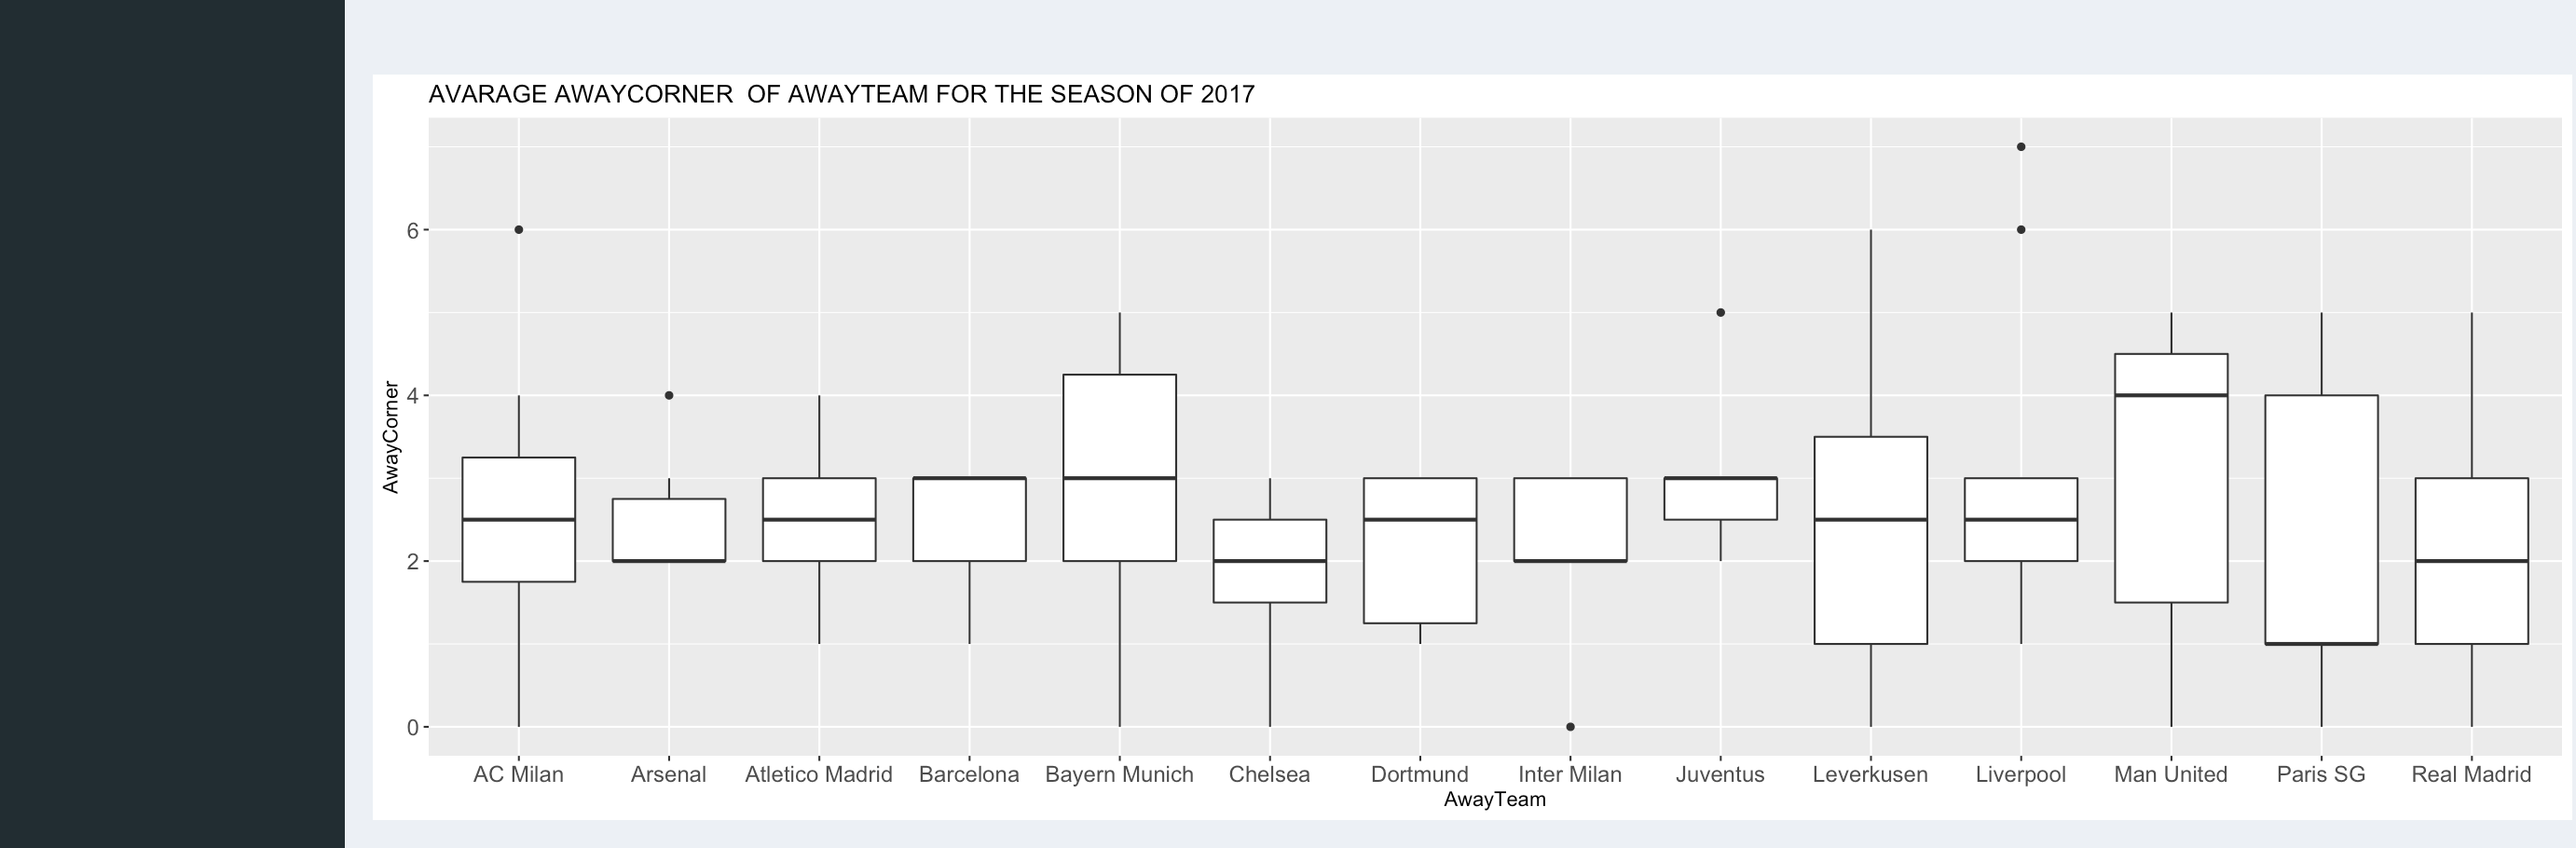 AVARAGE AWAYCORNER  OF AWAYTEAM FOR THE SEASON OF 2017
AwayCorner
6
4
2
0
AC Milan Arsenal Atletico Madrid Barcelona Bayern Munich Chelsea Dortmund Inter Milan Juventus Leverkusen Liverpool Man United Paris SG Real Madrid
AwayTeam